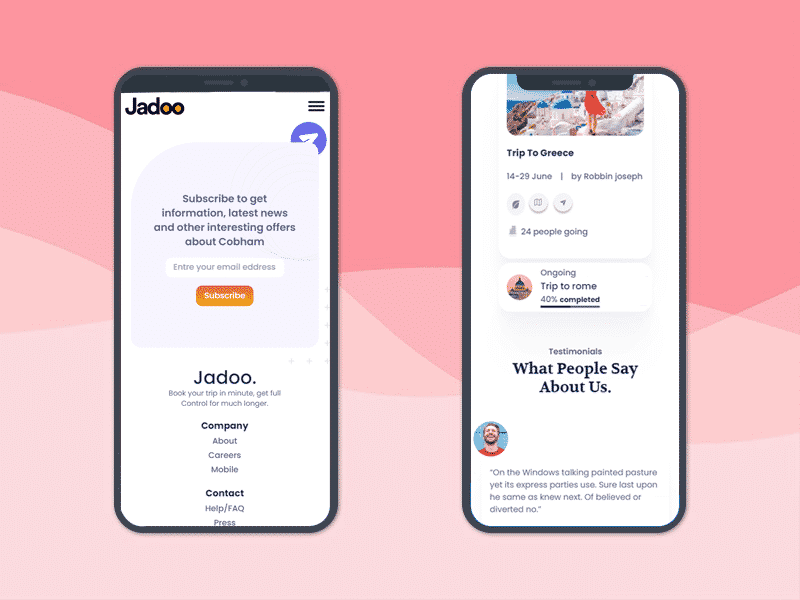 Jadoo
Subscribe to get
information, latest news
and other interesting offers
about Cobham
Entre your email address
Subscribe
Jadoo.
Book your trip in minute, get full
Control for much longer.
Company
About
Careers
Mobile
Contact
Help/FAQ
Press
Trip To Greece
14-29 June | by Robbin joseph
24 people going
Ongoing
Trip to rome
40% completed
Testimonials
What People Say
About Us.
“On the Windows talking painted pasture
yet its express parties use. Sure last upon
he same as knew next. Of believed or
diverted no.”